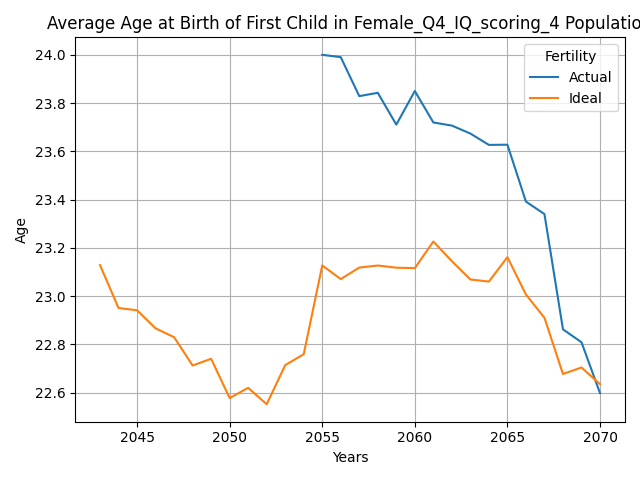 Average Age at Birth of First Child in Female_Q4_IQ_scoring_4 Populatio
Fertility
Actual
Ideal
24.0
23.8
23.6
23.4
23.2
23.0
22.8
22.6
Age
2045 2050 2055 2060 2065 2070
Years